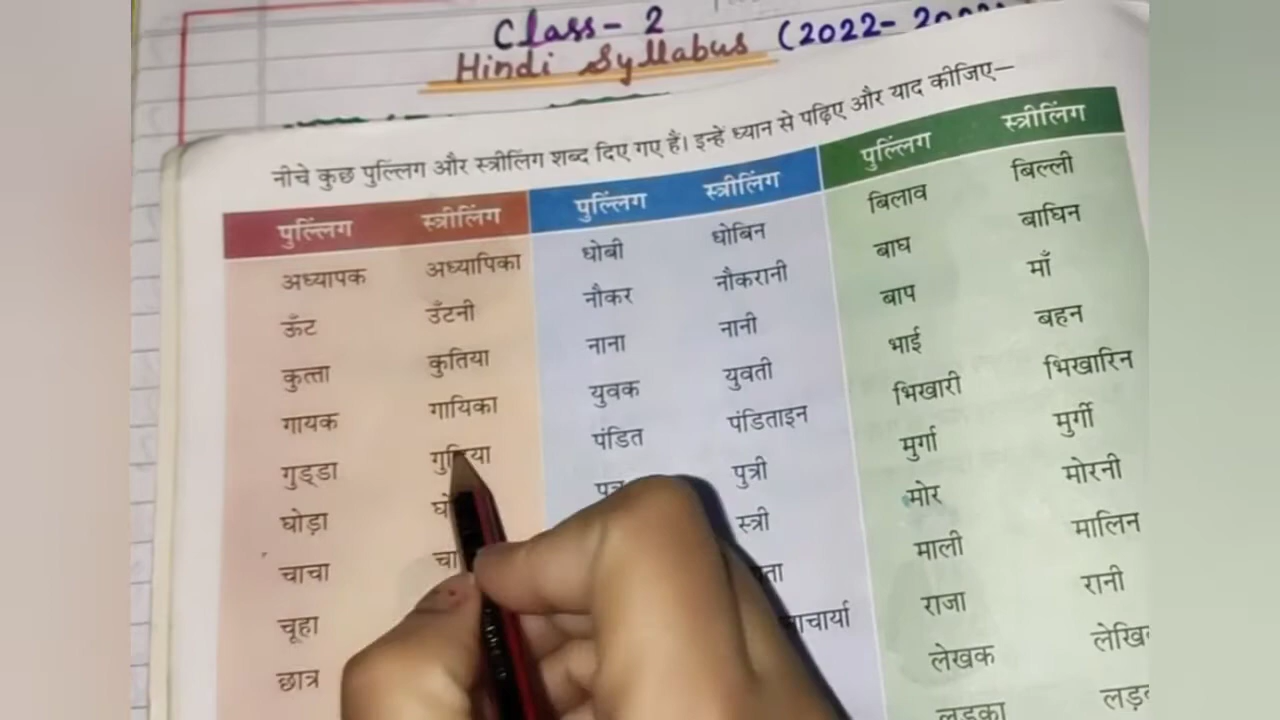 Class - 2
Hindi Syllabus (2022-
नीचे कुछ पुल्लिंग और स्त्रीलिंग शब्द दिए गए हैं। इन्हें ध्यान से पढ़िए और याद कीजिए—
पुल्लिंग स्त्रीलिंग पुल्लिंग स्त्रीलिंग पुल्लिंग स्त्रीलिंग
अध्यापक अध्यापिका धोबी धोबिन बिलाव बिल्ली
ऊँट उँटनी नौकर नौकरानी बाघ बाघिन
कुत्ता कुतिया नाना नानी बाप माँ
गायक गायिका युवक युवती भाई बहन
गुड्डा पंडित पंडिताइन भिखारी भिखारिन
घोड़ा पुत्री मुर्गा मुर्गी
चाचा स्त्री मोर मोरनी
चूहा माली मालिन
छात्र राजा रानी
लेखक
लड़का